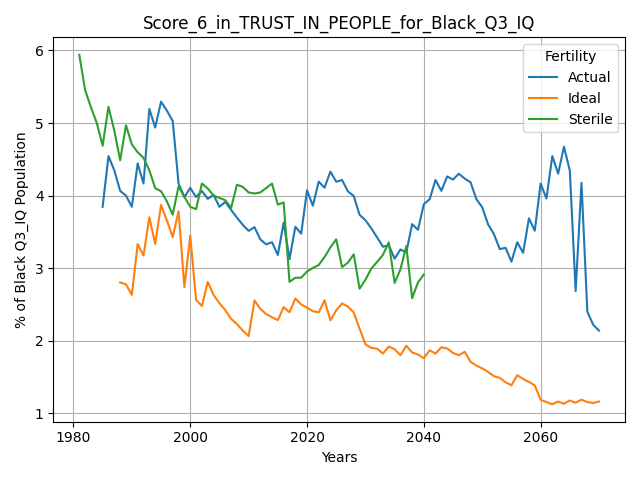 Score_6_in_TRUST_IN_PEOPLE_for_Black_Q3_IQ
Fertility
Actual
Ideal
Sterile
% of Black Q3_IQ Population
6
5
4
3
2
1
1980
2000
2020
2040
2060
Years